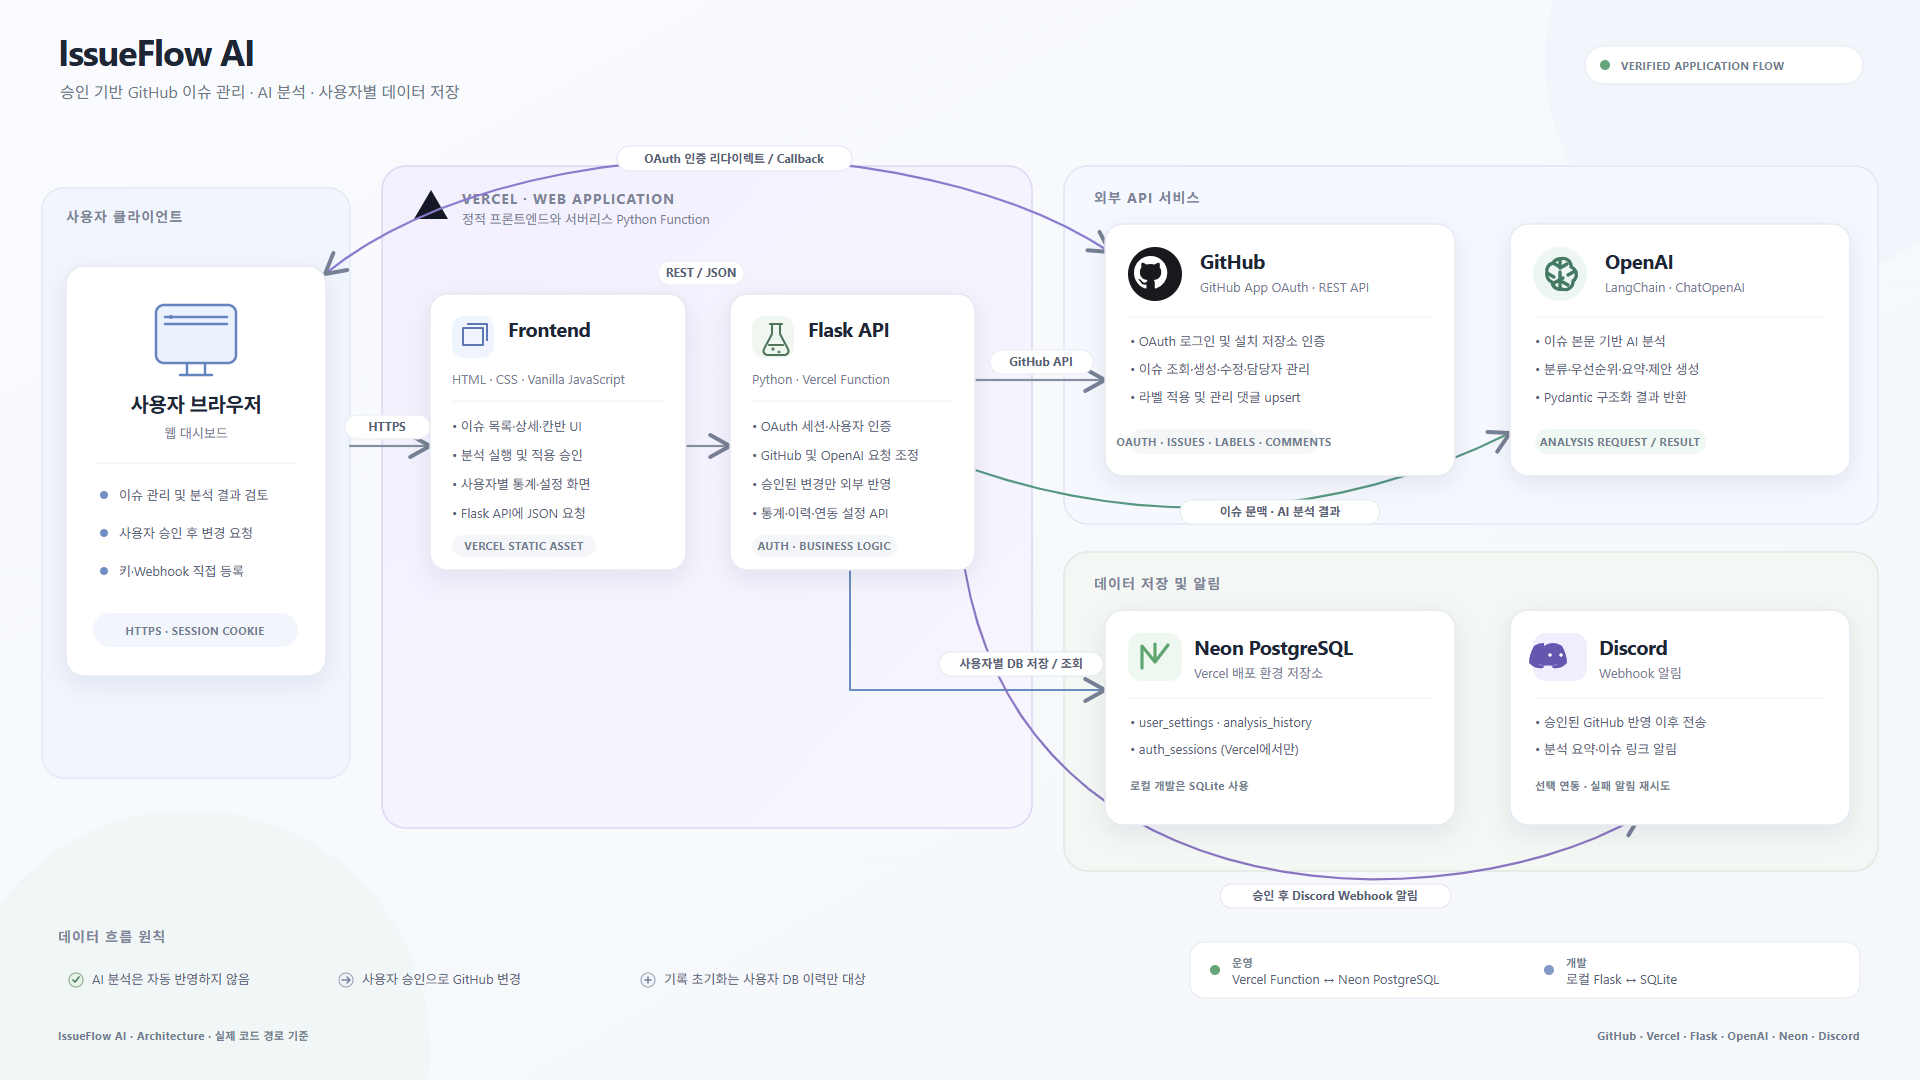 IssueFlow AI
승인 기반 GitHub 이슈 관리 · AI 분석 · 사용자별 데이터 저장
VERIFIED APPLICATION FLOW
OAuth 인증 리다이렉트 / Callback
사용자 클라이언트
사용자 브라우저
웹 대시보드
이슈 관리 및 분석 결과 검토
사용자 승인 후 변경 요청
키·Webhook 직접 등록
HTTPS · SESSION COOKIE
HTTPS
VERCEL · WEB APPLICATION
정적 프론트엔드와 서버리스 Python Function
REST / JSON
Frontend
HTML · CSS · Vanilla JavaScript
• 이슈 목록·상세·칸반 UI
• 분석 실행 및 적용 승인
• 사용자별 통계·설정 화면
• Flask API에 JSON 요청
VERCEL STATIC ASSET
Flask API
Python · Vercel Function
• OAuth 세션·사용자 인증
• GitHub 및 OpenAI 요청 조정
• 승인된 변경만 외부 반영
• 통계·이력·연동 설정 API
AUTH · BUSINESS LOGIC
GitHub API
외부 API 서비스
GitHub
GitHub App OAuth · REST API
• OAuth 로그인 및 설치 저장소 인증
• 이슈 조회·생성·수정·담당자 관리
• 라벨 적용 및 관리 댓글 upsert
OAUTH · ISSUES · LABELS · COMMENTS
OpenAI
LangChain · ChatOpenAI
• 이슈 본문 기반 AI 분석
• 분류·우선순위·요약·제안 생성
• Pydantic 구조화 결과 반환
ANALYSIS REQUEST / RESULT
이슈 문맥 · AI 분석 결과
데이터 저장 및 알림
사용자별 DB 저장 / 조회
Neon PostgreSQL
Vercel 배포 환경 저장소
• user_settings · analysis_history
• auth_sessions (Vercel에서만)
로컬 개발은 SQLite 사용
Discord
Webhook 알림
• 승인된 GitHub 반영 이후 전송
• 분석 요약·이슈 링크 알림
선택 연동 · 실패 알림 재시도
승인 후 Discord Webhook 알림
데이터 흐름 원칙
AI 분석은 자동 반영하지 않음
사용자 승인으로 GitHub 변경
기록 초기화는 사용자 DB 이력만 대상
운영
Vercel Function ↔ Neon PostgreSQL
개발
로컬 Flask ↔ SQLite
IssueFlow AI · Architecture · 실제 코드 경로 기준
GitHub · Vercel · Flask · OpenAI · Neon · Discord